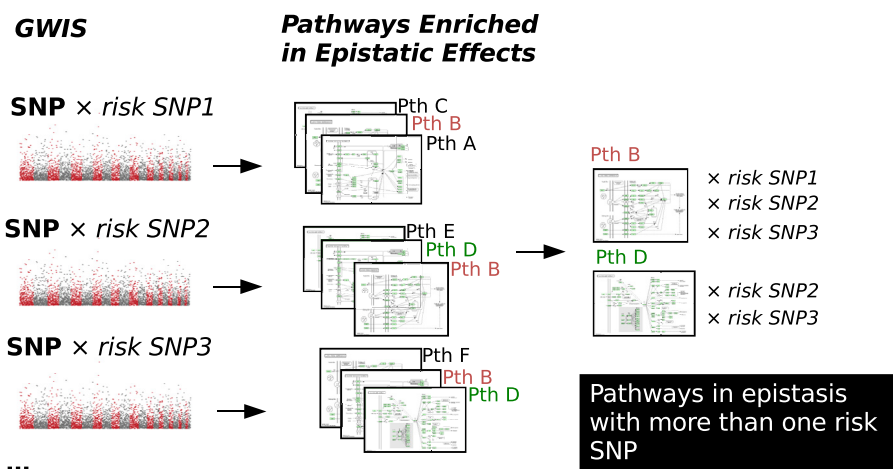 GWIS
Pathways Enriched
in Epistatic Effects
SNP × risk SNP1
Pth C
Pth B
Pth A
SNP × risk SNP2
Pth E
Pth D
Pth B
SNP × risk SNP3
Pth F
Pth B
Pth D
...
Pth B
× risk SNP1
× risk SNP2
× risk SNP3
Pth D
× risk SNP2
× risk SNP3
Pathways in epistasis
with more than one risk
SNP